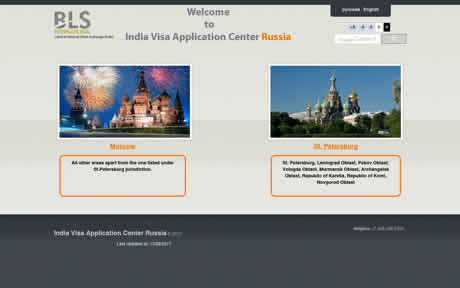 BLS
INTERNATIONAL
русский English
Welcome
to
India Visa Application Center Russia
-A -A A A A
Moscow
All other areas apart from the one listed under
St.Petersburg jurisdiction.
St. Petersburg
St. Petersburg, Leningrad Oblast, Pskov Oblast,
Vologda Oblast, Murmansk Oblast, Archangelsk
Oblast, Republic of Karelia, Republic of Komi,
Novgorod Oblast
India Visa Application Center Russia
Last Updated on:
Helpline: